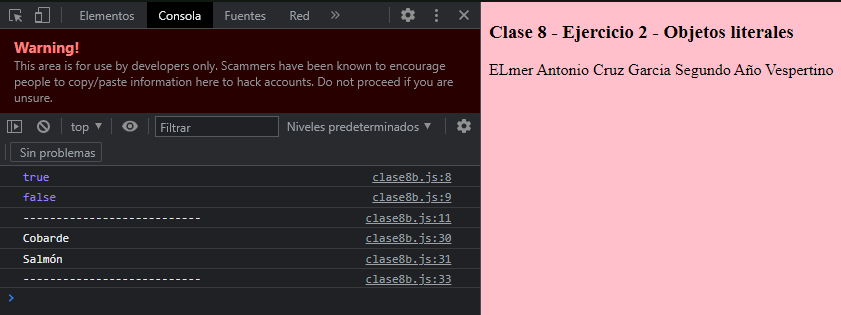 Elementos Consola Fuentes Red »
Warning!
This area is for use by developers only. Scammers have been known to encourage
people to copy/paste information here to hack accounts. Do not proceed if you are
unsure.
top ▼ Filtrar Niveles predeterminados ▼
Sin problemas
true clase8b.js:8
false clase8b.js:9
--------------------------- clase8b.js:11
Cobarde clase8b.js:30
Salmón clase8b.js:31
--------------------------- clase8b.js:33
>
Clase 8 - Ejercicio 2 - Objetos literales
ELmer Antonio Cruz Garcia Segundo Año Vespertino